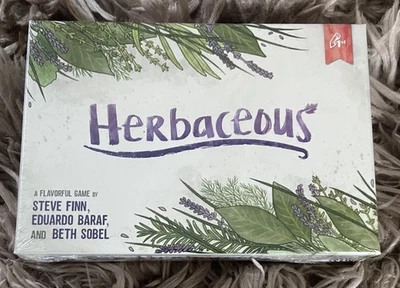 Herbaceous
A FLAVORFUL GAME BY
STEVE FINN,
EDUARDO BARAF,
AND BETH SOBEL